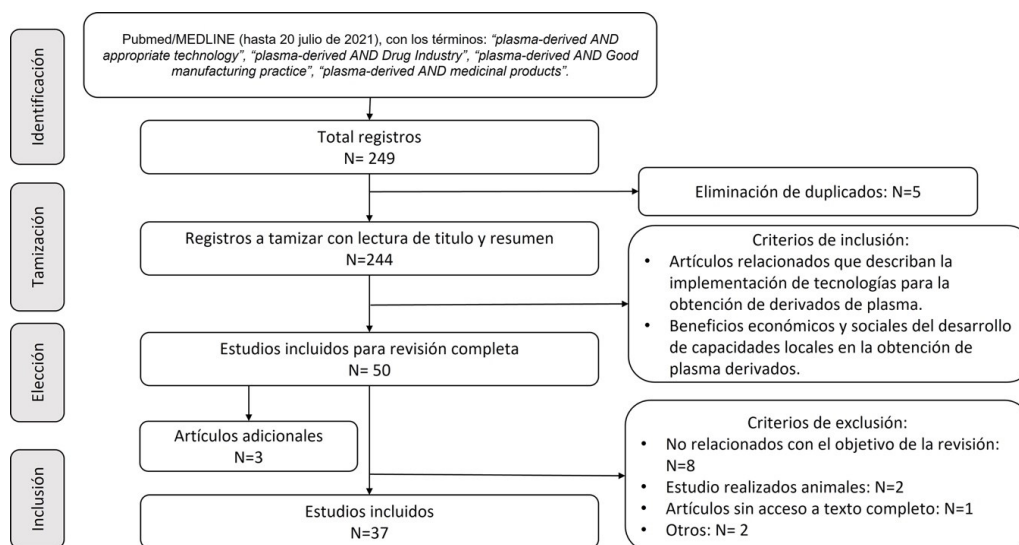 Identificación
Pubmed/MEDLINE (hasta 20 julio de 2021), con los términos: “plasma-derived AND
appropriate technology”, “plasma-derived AND Drug Industry”, “plasma-derived AND Good
manufacturing practice”, “plasma-derived AND medicinal products”.
Total registros
N= 249
Eliminación de duplicados: N=5
Tamización
Registros a tamizar con lectura de titulo y resumen
N=244
Criterios de inclusión:
• Artículos relacionados que describan la
implementación de tecnologías para la
obtención de derivados de plasma.
• Beneficios económicos y sociales del desarrollo
de capacidades locales en la obtención de
plasma derivados.
Elección
Estudios incluidos para revisión completa
N= 50
Artículos adicionales
N=3
Criterios de exclusión:
• No relacionados con el objetivo de la revisión:
N=8
• Estudio realizados animales: N=2
• Artículos sin acceso a texto completo: N=1
• Otros: N= 2
Inclusión
Estudios incluidos
N=37